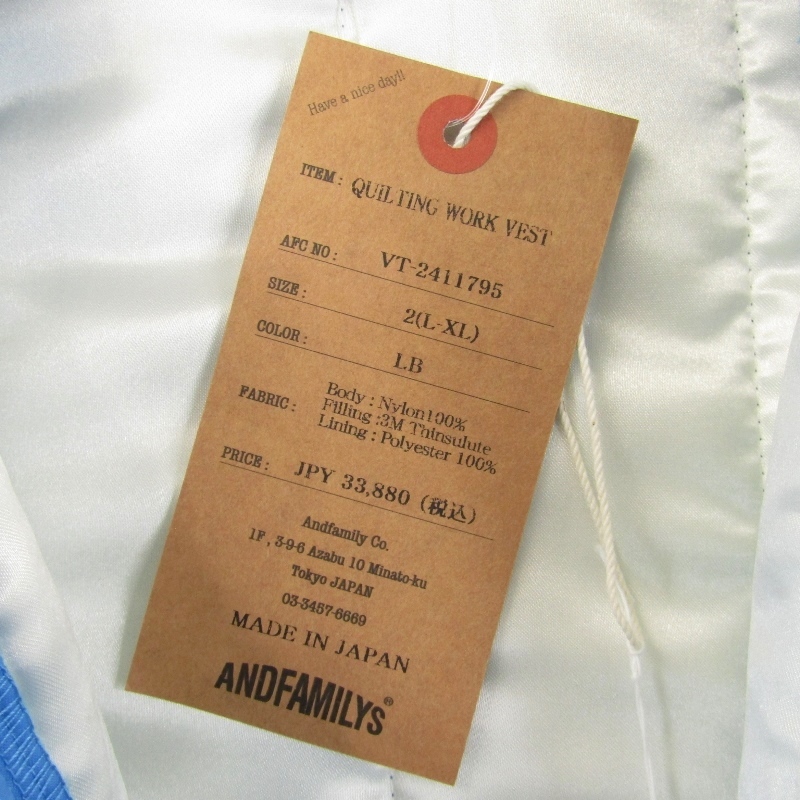 Have a nice day!!
ITEM : QUILTING WORK VEST
AFC NO : VT-2411795
SIZE : 2(L-XL)
COLOR : LB
FABRIC : Body : Nylon100%
Filling :3M Thinsulute
Lining : Polyester 100%
PRICE : JPY 33,880 (税込)
Andfamily Co.
1F , 3-9-6 Azabu 10 Minato-ku
Tokyo JAPAN
03-3457-6669
MADE IN JAPAN
ANDFAMILYS®